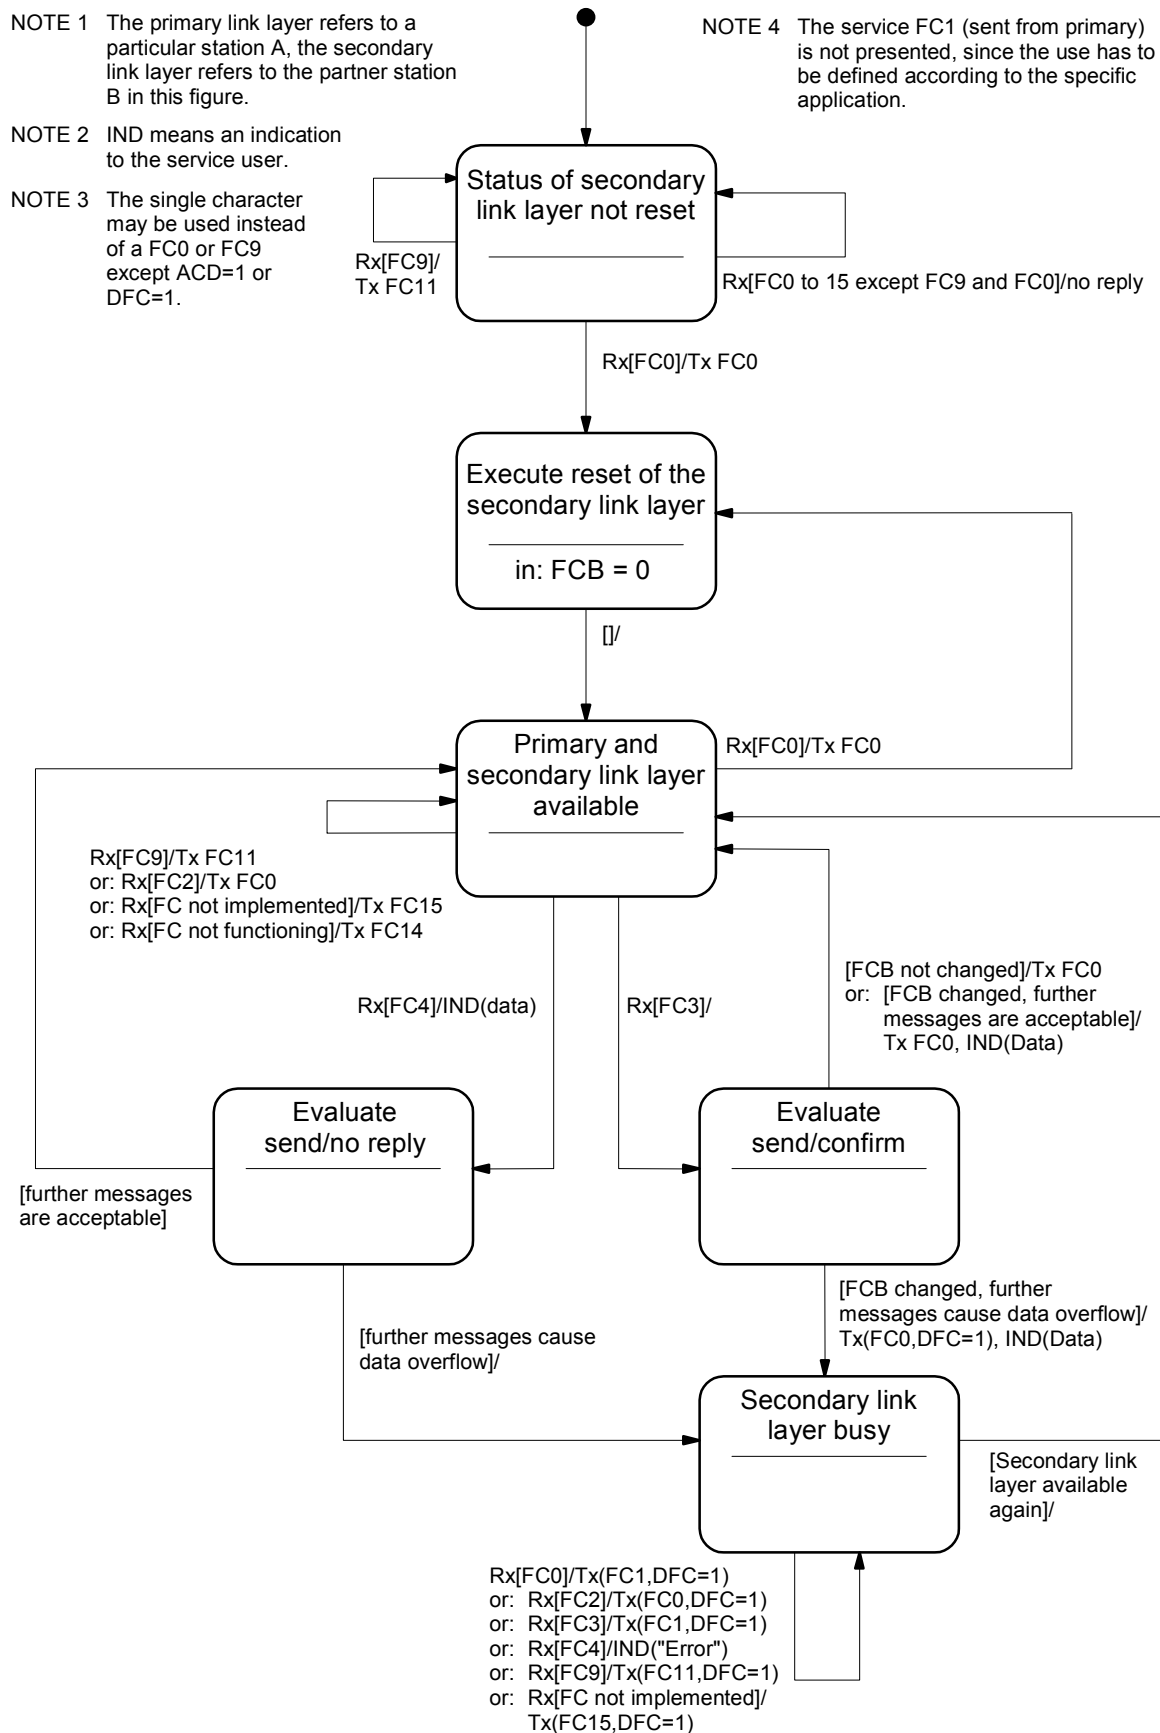 NOTE 1 The primary link layer refers to a
particular station A, the secondary
link layer refers to the partner station
B in this figure.
NOTE 2 IND means an indication
to the service user.
NOTE 3 The single character
may be used instead
of a FC0 or FC9
except ACD=1 or
DFC=1.
NOTE 4 The service FC1 (sent from primary)
is not presented, since the use has to
be defined according to the specific
application.
Status of secondary
link layer not reset
Rx[FC9]/
Tx FC11
Rx[FC0 to 15 except FC9 and FC0]/no reply
Rx[FC0]/Tx FC0
Execute reset of the
secondary link layer
in: FCB = 0
[]/
Primary and
secondary link layer
available
Rx[FC0]/Tx FC0
Rx[FC9]/Tx FC11
or: Rx[FC2]/Tx FC0
or: Rx[FC not implemented]/Tx FC15
or: Rx[FC not functioning]/Tx FC14
Rx[FC4]/IND(data)
Rx[FC3]/
[FCB not changed]/Tx FC0
or: [FCB changed, further
messages are acceptable]/
Tx FC0, IND(Data)
Evaluate
send/no reply
Evaluate
send/confirm
[further messages
are acceptable]
[further messages cause
data overflow]/
[FCB changed, further
messages cause data overflow]/
Tx(FC0,DFC=1), IND(Data)
Secondary link
layer busy
[Secondary link
layer available
again]/
Rx[FC0]/Tx(FC1,DFC=1)
or: Rx[FC2]/Tx(FC0,DFC=1)
or: Rx[FC3]/Tx(FC1,DFC=1)
or: Rx[FC4]/IND("Error")
or: Rx[FC9]/Tx(FC11,DFC=1)
or: Rx[FC not implemented]/
Tx(FC15,DFC=1)